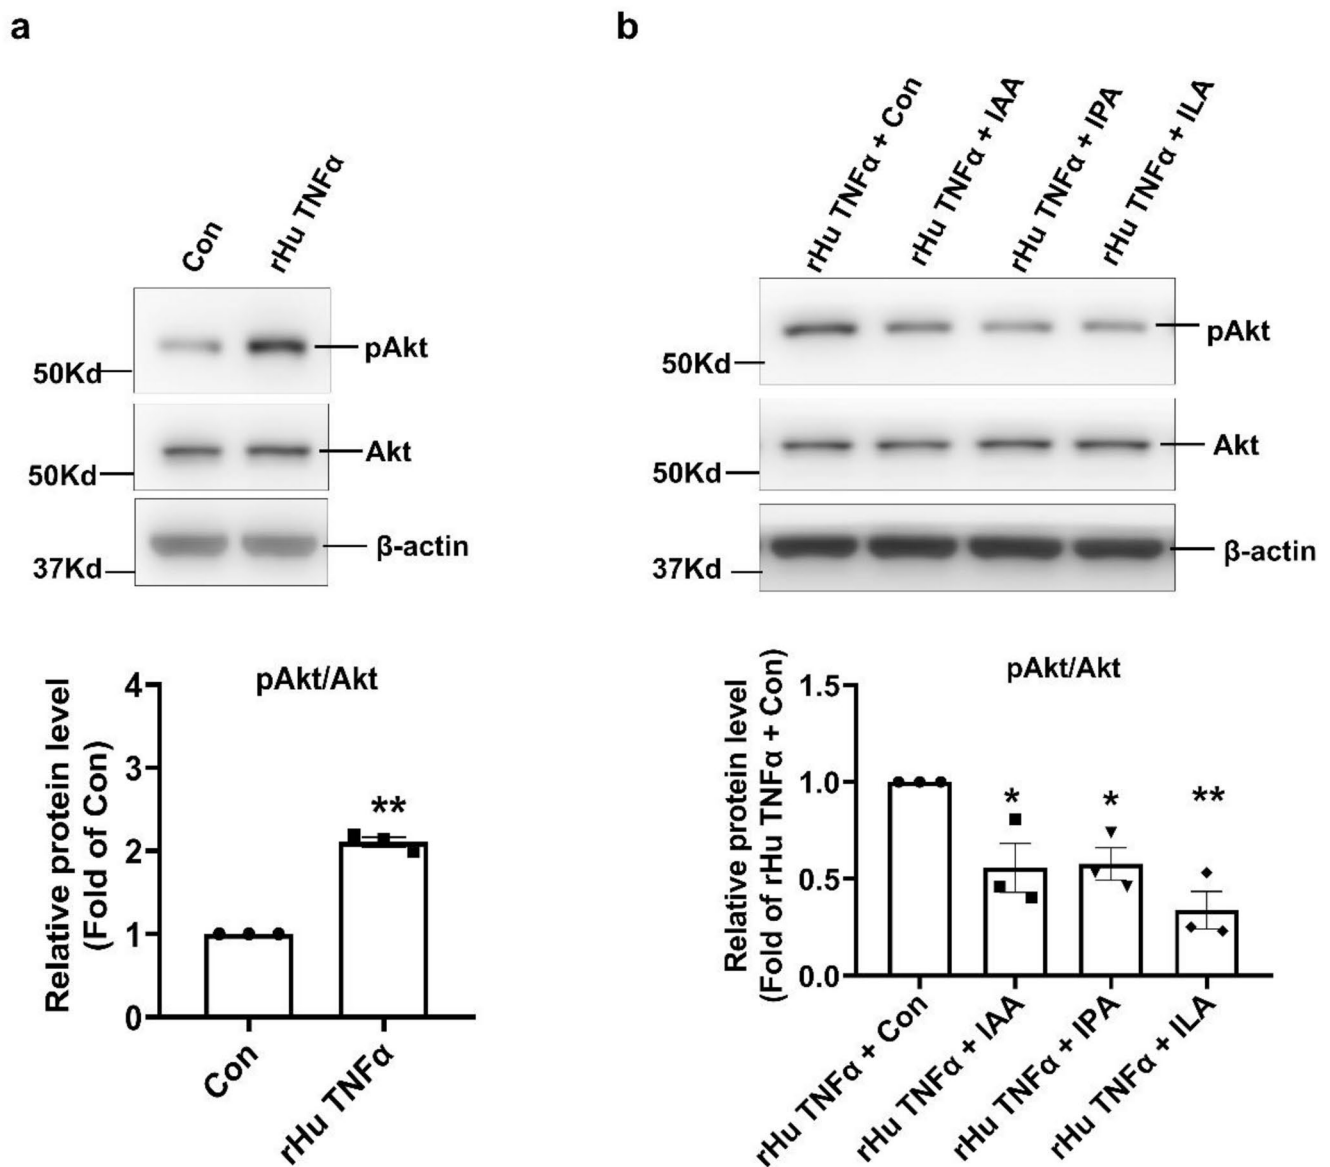 a
Con
rHu TNFα
pAkt
50Kd
Akt
50Kd
β-actin
37Kd
pAkt/Akt
Relative protein level
(Fold of Con)
4
3
2
1
0
**
Con
rHu TNFα
b
rHu TNFα + Con
rHu TNFα + IAA
rHu TNFα + IPA
rHu TNFα + ILA
pAkt
50Kd
Akt
50Kd
β-actin
37Kd
pAkt/Akt
Relative protein level
(Fold of rHu TNFα + Con)
1.5
1.0
0.5
0.0
*
*
**
rHu TNFα + Con
rHu TNFα + IAA
rHu TNFα + IPA
rHu TNFα + ILA